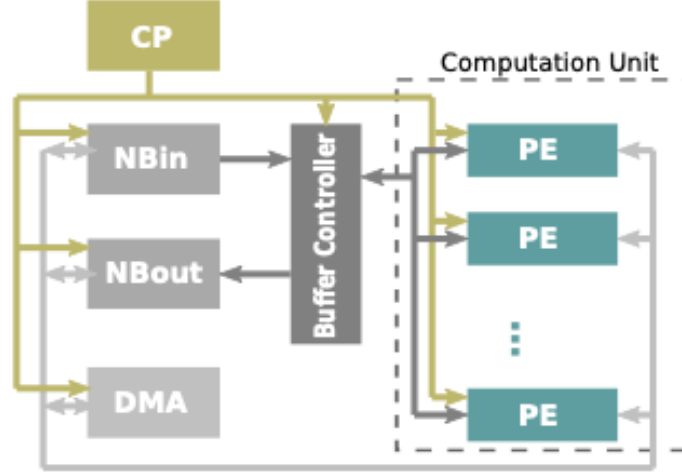 CP
Computation Unit
NBin
Buffer Controller
PE
NBout
PE
DMA
PE